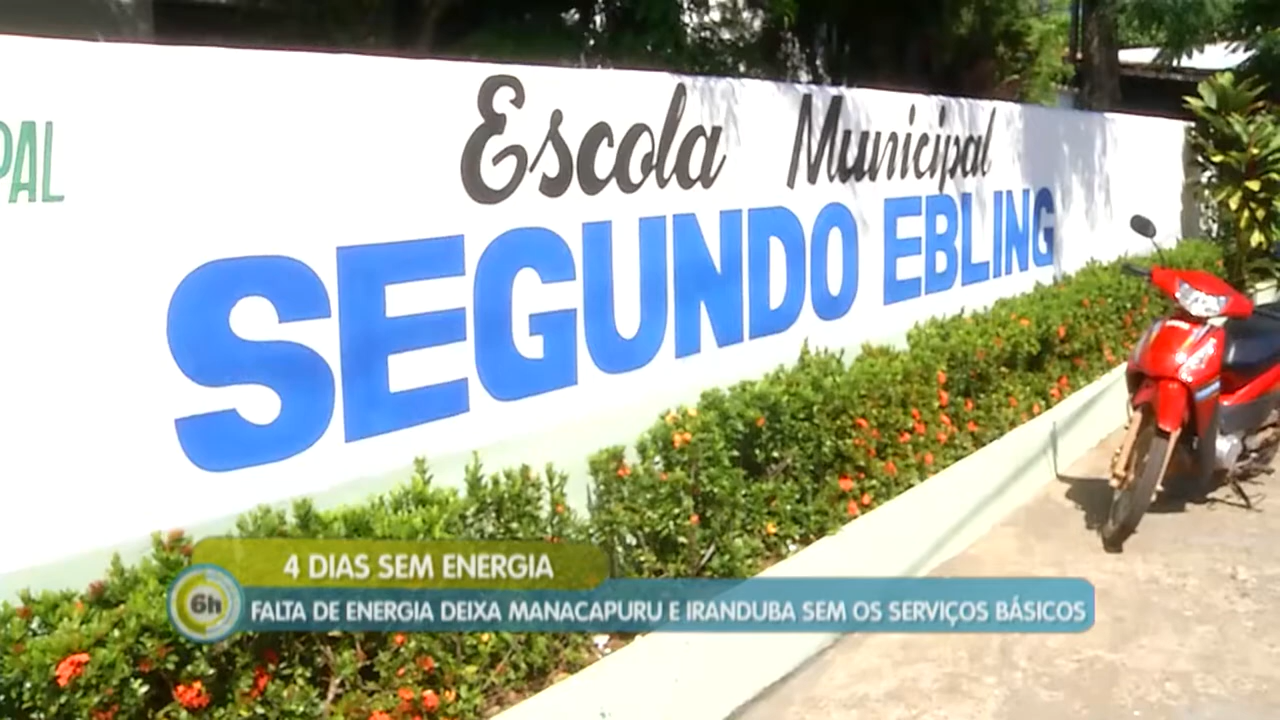 PAL
Escola Municipal
SEGUNDO EBLING
4 DIAS SEM ENERGIA
6h
FALTA DE ENERGIA DEIXA MANACAPURU E IRANDUBA SEM OS SERVIÇOS BÁSICOS